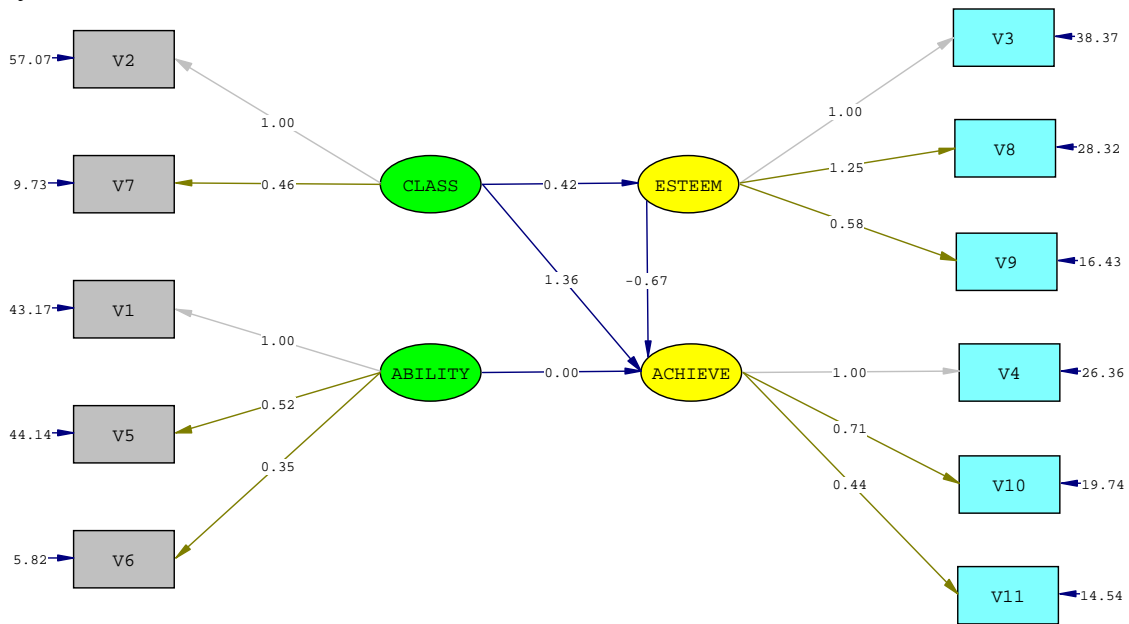 V3
38.37
57.07
V2
1.00
1.00
V8
28.32
1.25
9.73
V7
0.46
CLASS
0.42
ESTEEM
0.58
V9
16.43
1.36
-0.67
43.17
V1
1.00
ABILITY
0.00
ACHIEVE
1.00
V4
26.36
0.52
44.14
V5
0.71
0.35
0.44
V10
19.74
5.82
V6
V11
14.54